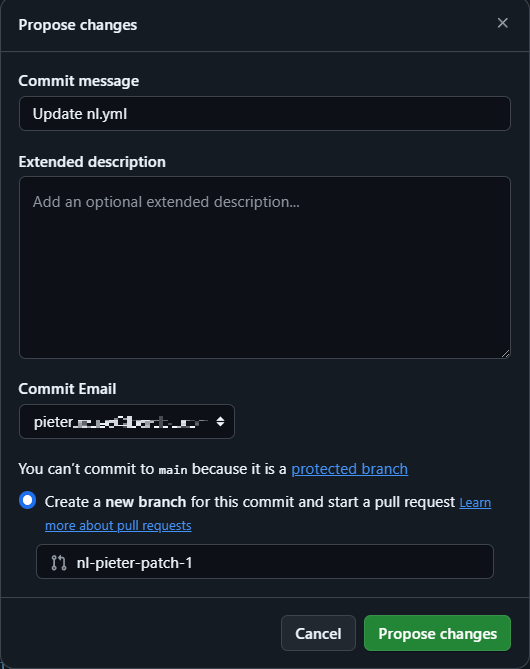 Propose changes
Commit message
Update nl.yml
Extended description
Add an optional extended description...
Commit Email
pieter
You can't commit to main because it is a protected branch
Create a new branch for this commit and start a pull request Learn
more about pull requests
nl-pieter-patch-1
Cancel Propose changes